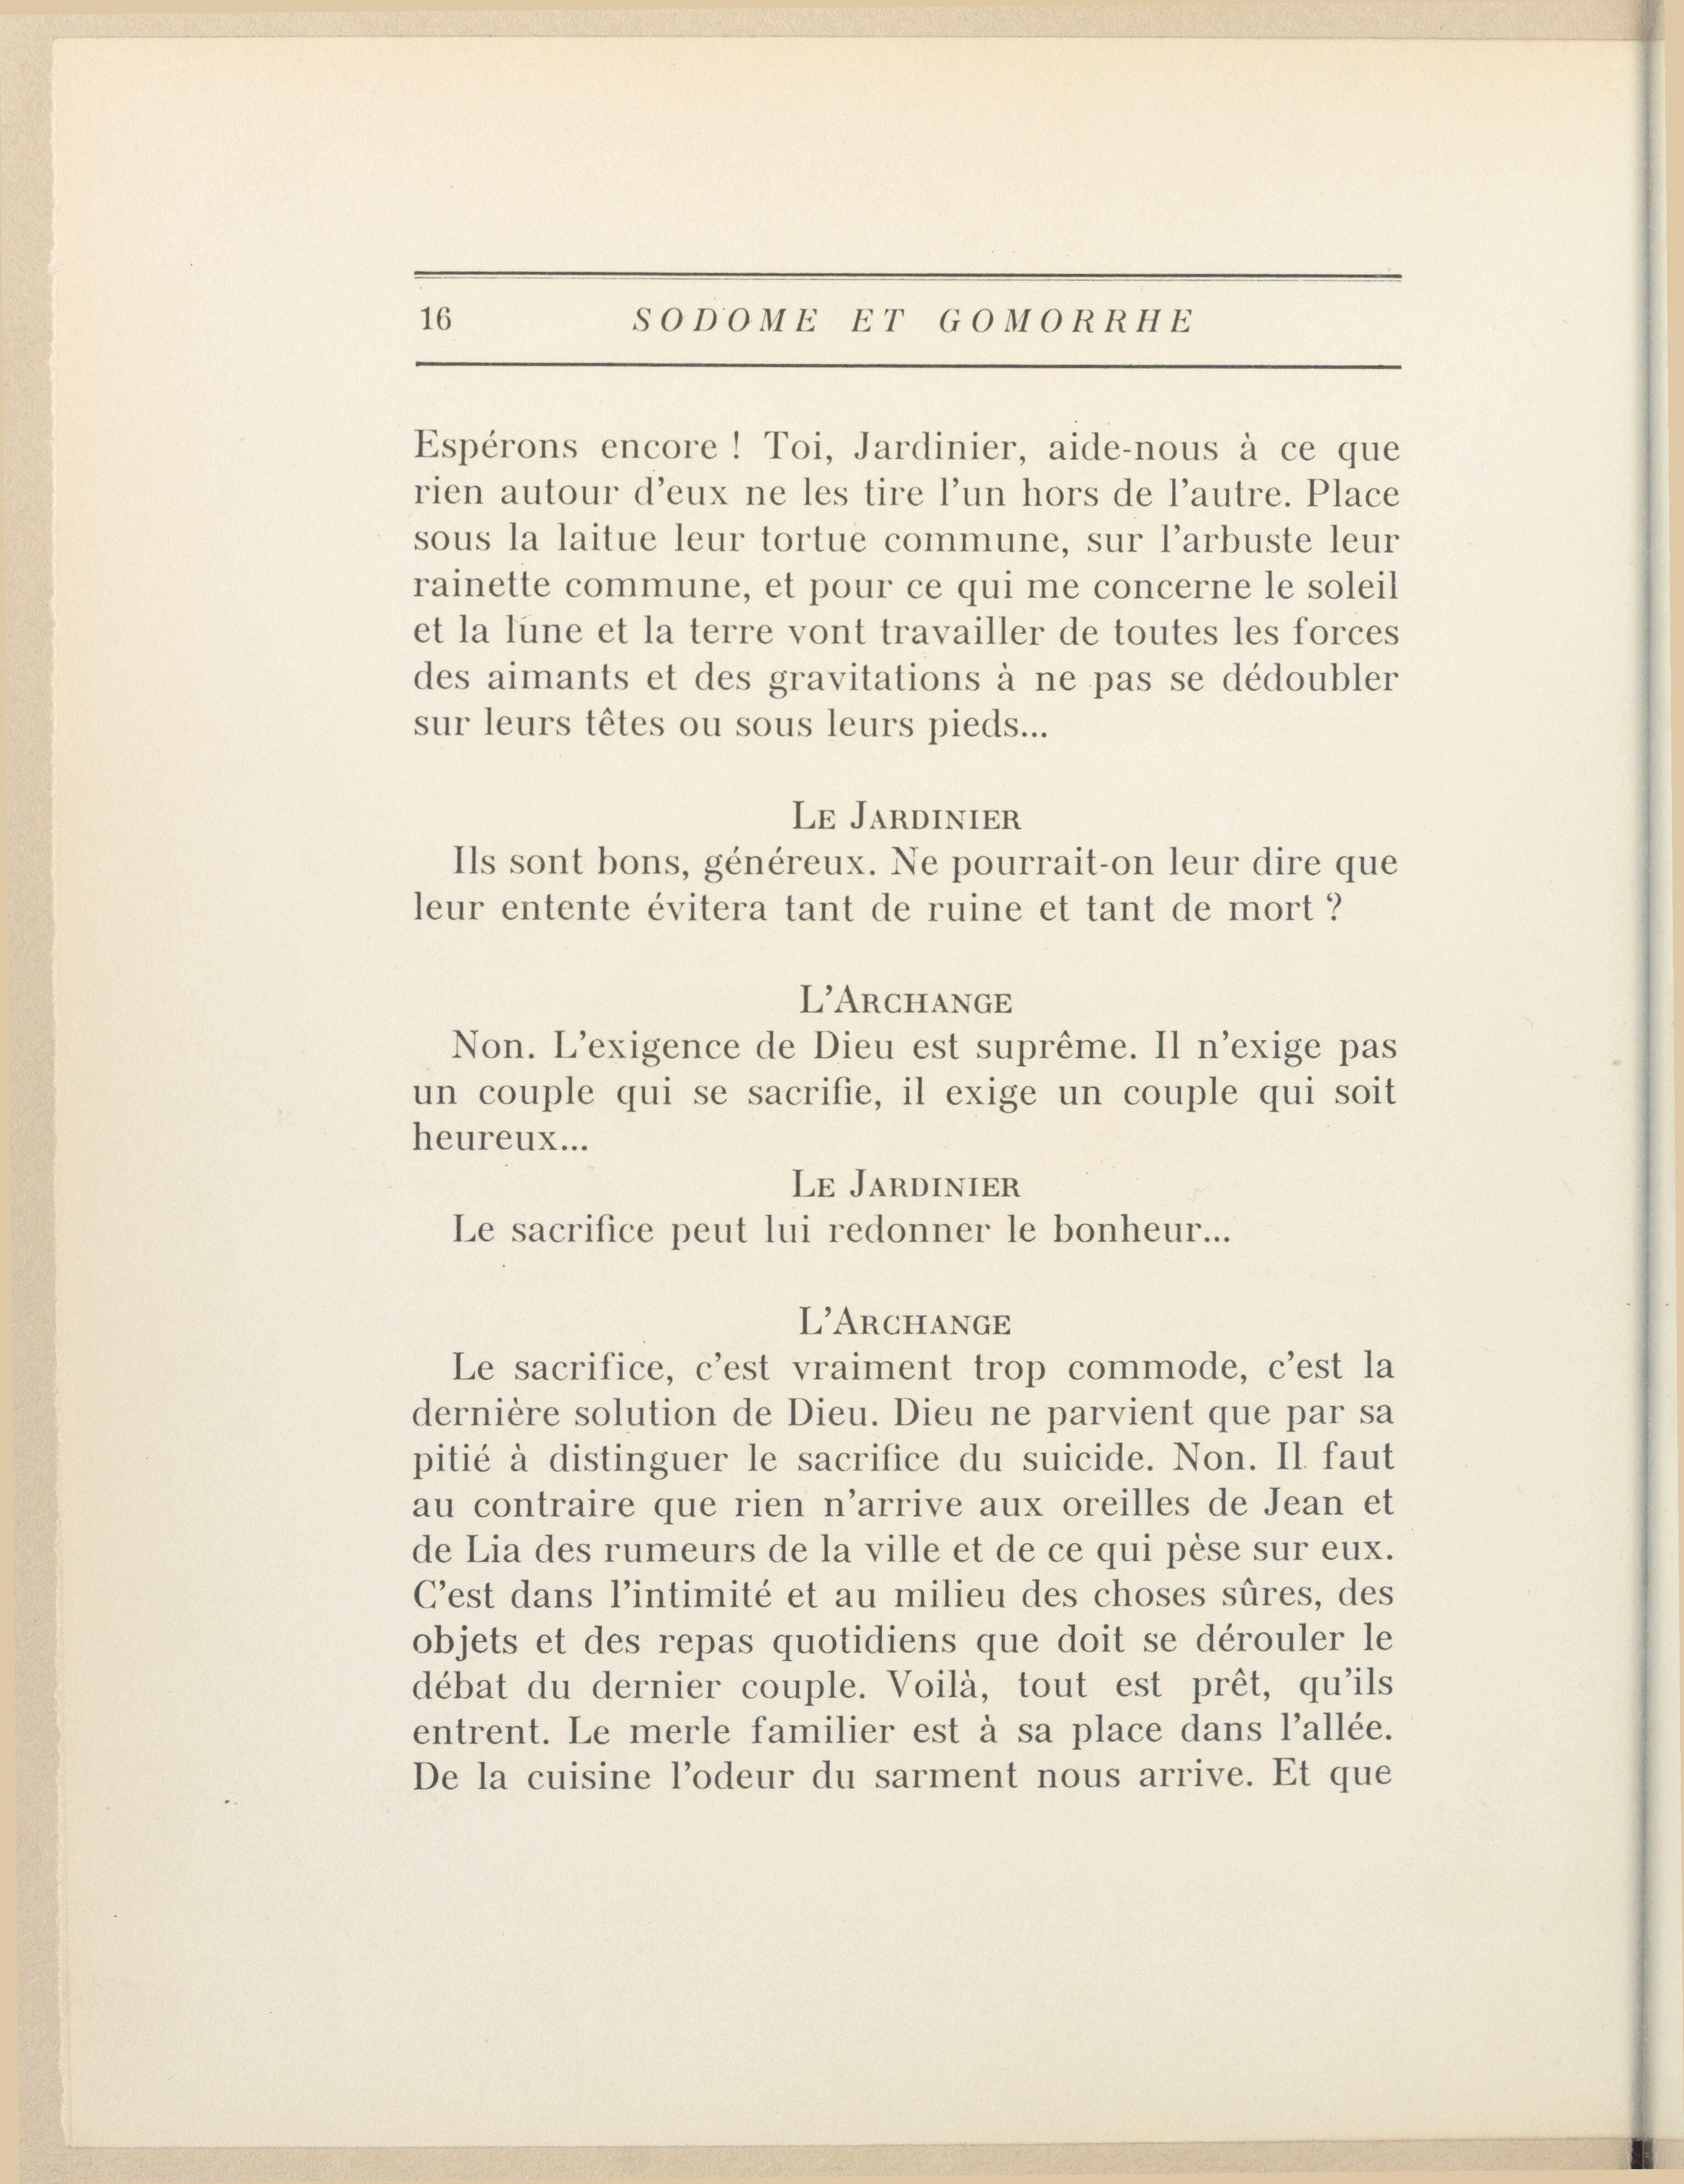 16 SODOME ET GOMORRHE
Espérons encore ! Toi, Jardinier, aide-nous à ce que
rien autour d’eux ne les tire l’un hors de l’autre. Place
sous la laitue leur tortue commune, sur l’arbuste leur
rainette commune, et pour ce qui me concerne le soleil
et la lune et la terre vont travailler de toutes les forces
des aimants et des gravitations à ne pas se dédoubler
sur leurs têtes ou sous leurs pieds...
LE JARDINIER
Ils sont bons, généreux. Ne pourrait-on leur dire que
leur entente évitera tant de ruine et tant de mort ?
L’ARCHANGE
Non. L’exigence de Dieu est suprême. Il n’exige pas
un couple qui se sacrifie, il exige un couple qui soit
heureux...
LE JARDINIER
Le sacrifice peut lui redonner le bonheur...
L’ARCHANGE
Le sacrifice, c’est vraiment trop commode, c’est la
dernière solution de Dieu. Dieu ne parvient que par sa
pitié à distinguer le sacrifice du suicide. Non. Il faut
au contraire que rien n’arrive aux oreilles de Jean et
de Lia des rumeurs de la ville et de ce qui pèse sur eux.
C’est dans l’intimité et au milieu des choses sûres, des
objets et des repas quotidiens que doit se dérouler le
débat du dernier couple. Voilà, tout est prêt, qu’ils
entrent. Le merle familier est à sa place dans l’allée.
De la cuisine l’odeur du sarment nous arrive. Et que